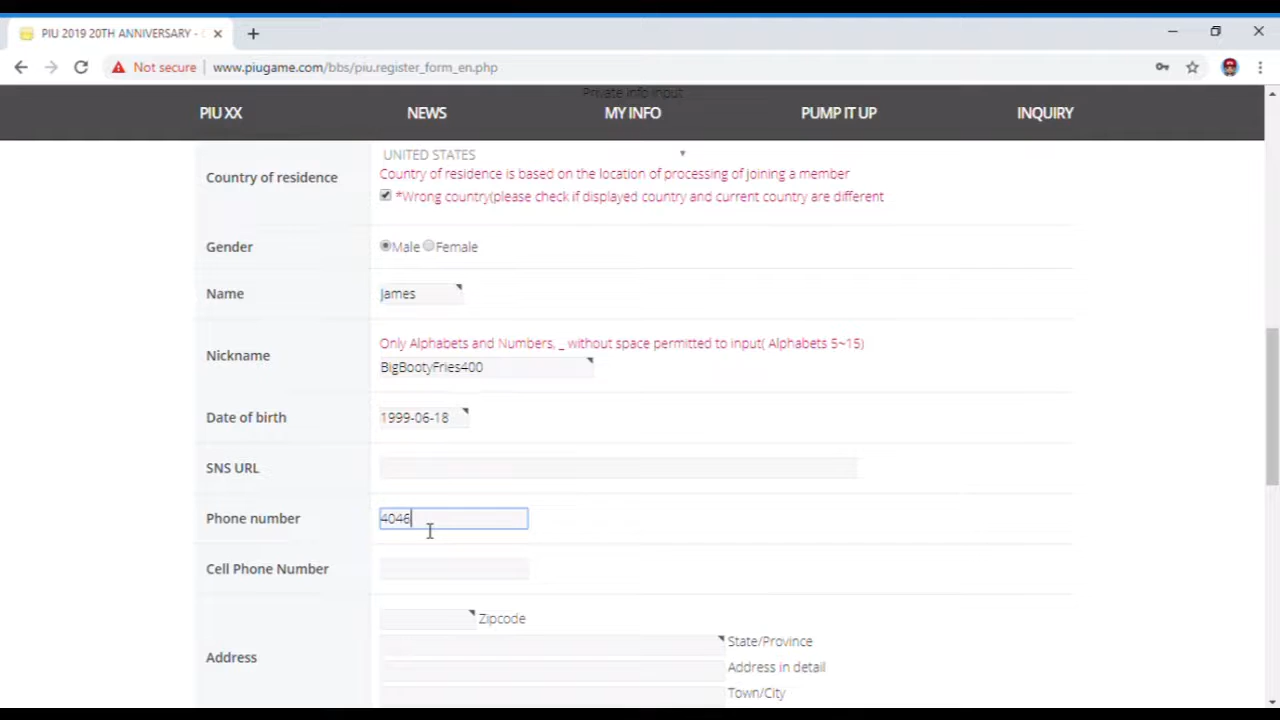 PIU 2019 20TH ANNIVERSARY -
Not secure
www.piugame.com/bbs/piu.register_form_en.php
Private info input
PIU XX
NEWS
MY INFO
PUMP IT UP
INQUIRY
Country of residence
UNITED STATES
Country of residence is based on the location of processing of joining a member
*Wrong country(please check if displayed country and current country are different
Gender
Male Female
Name
James
Nickname
Only Alphabets and Numbers, _ without space permitted to input( Alphabets 5~15)
BigBootyFries400
Date of birth
1999-06-18
SNS URL
Phone number
4046
Cell Phone Number
Zipcode
Address
State/Province
Address in detail
Town/City